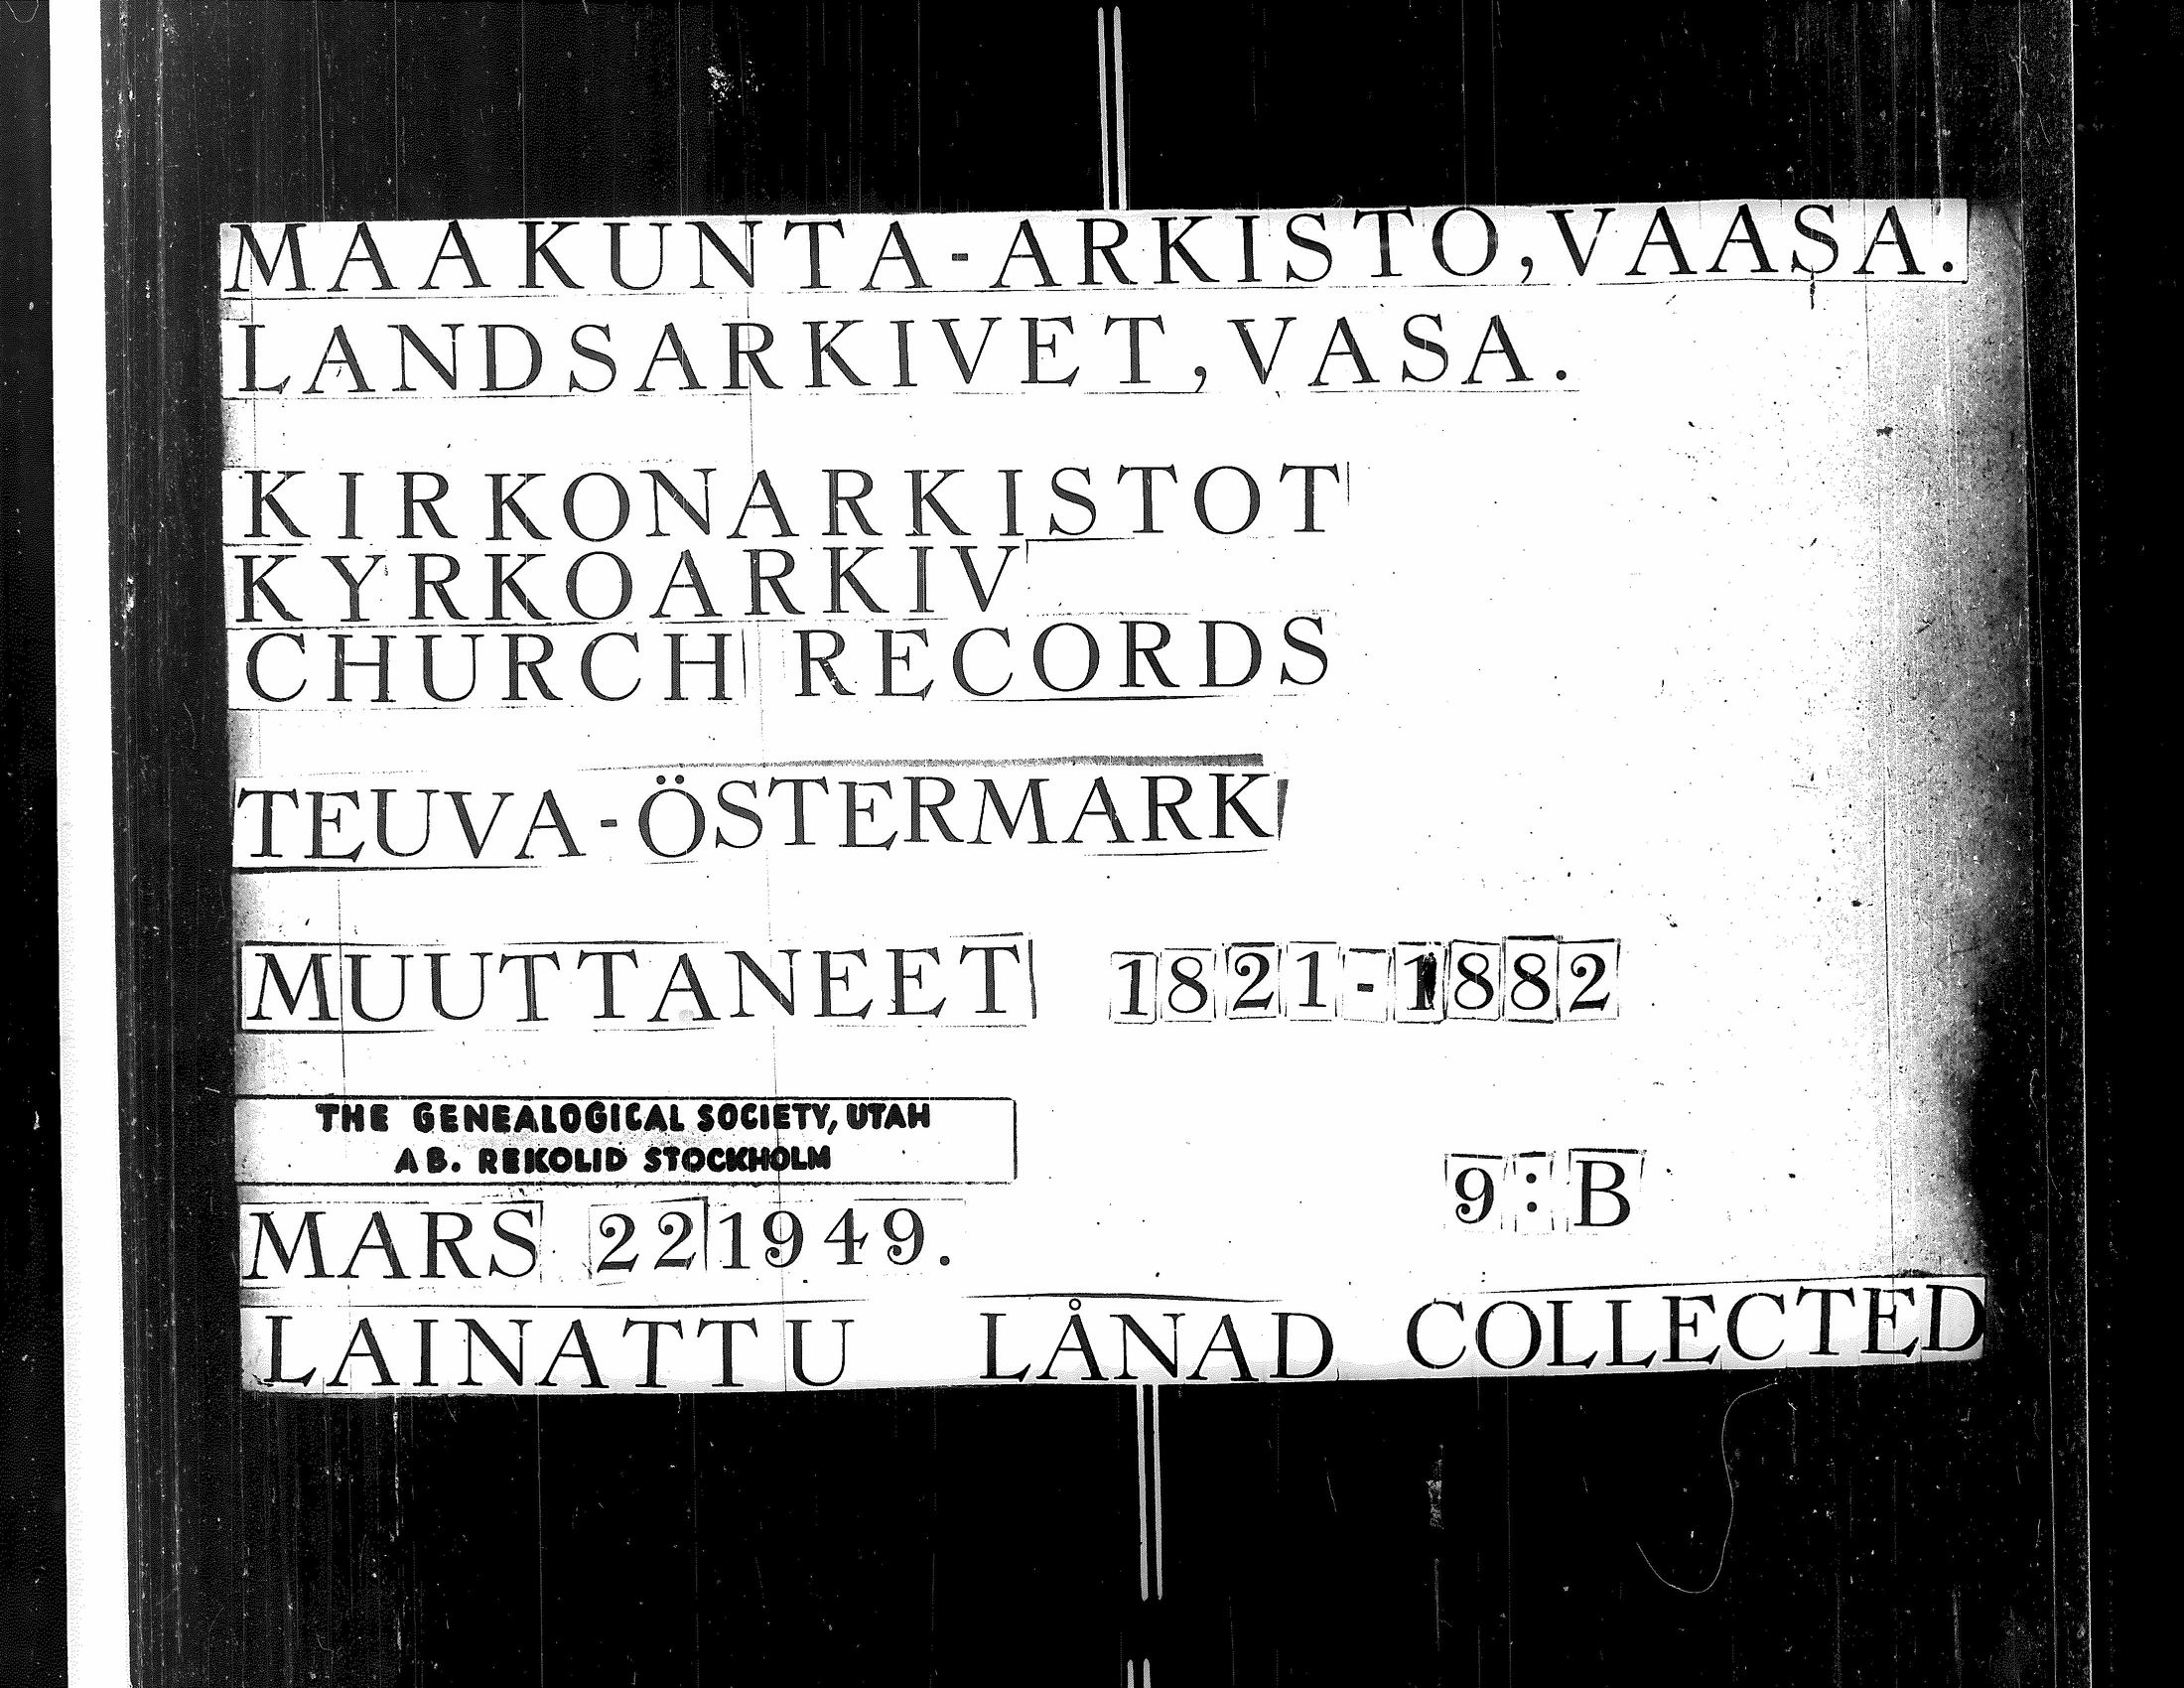 MAAKUNTA-ARKISTO, VAASA.
LANDSARKIVET, VASA.
KIRKONARKISTOT
KYRKOARKIV
CHURCH RECORDS
TEUVA-ÖSTERMARK
MUUTTANEET 1821-1882
THE GENEALOGICAL SOCIETY, UTAH
AB. REKOLID STOCKHOLM
9:B
MARS 22 1949.
LAINATTU LÅNAD COLLECTED